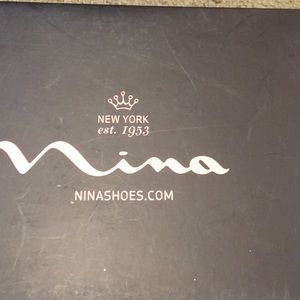 NEW YORK
est. 1953
Nina
NINASHOES.COM